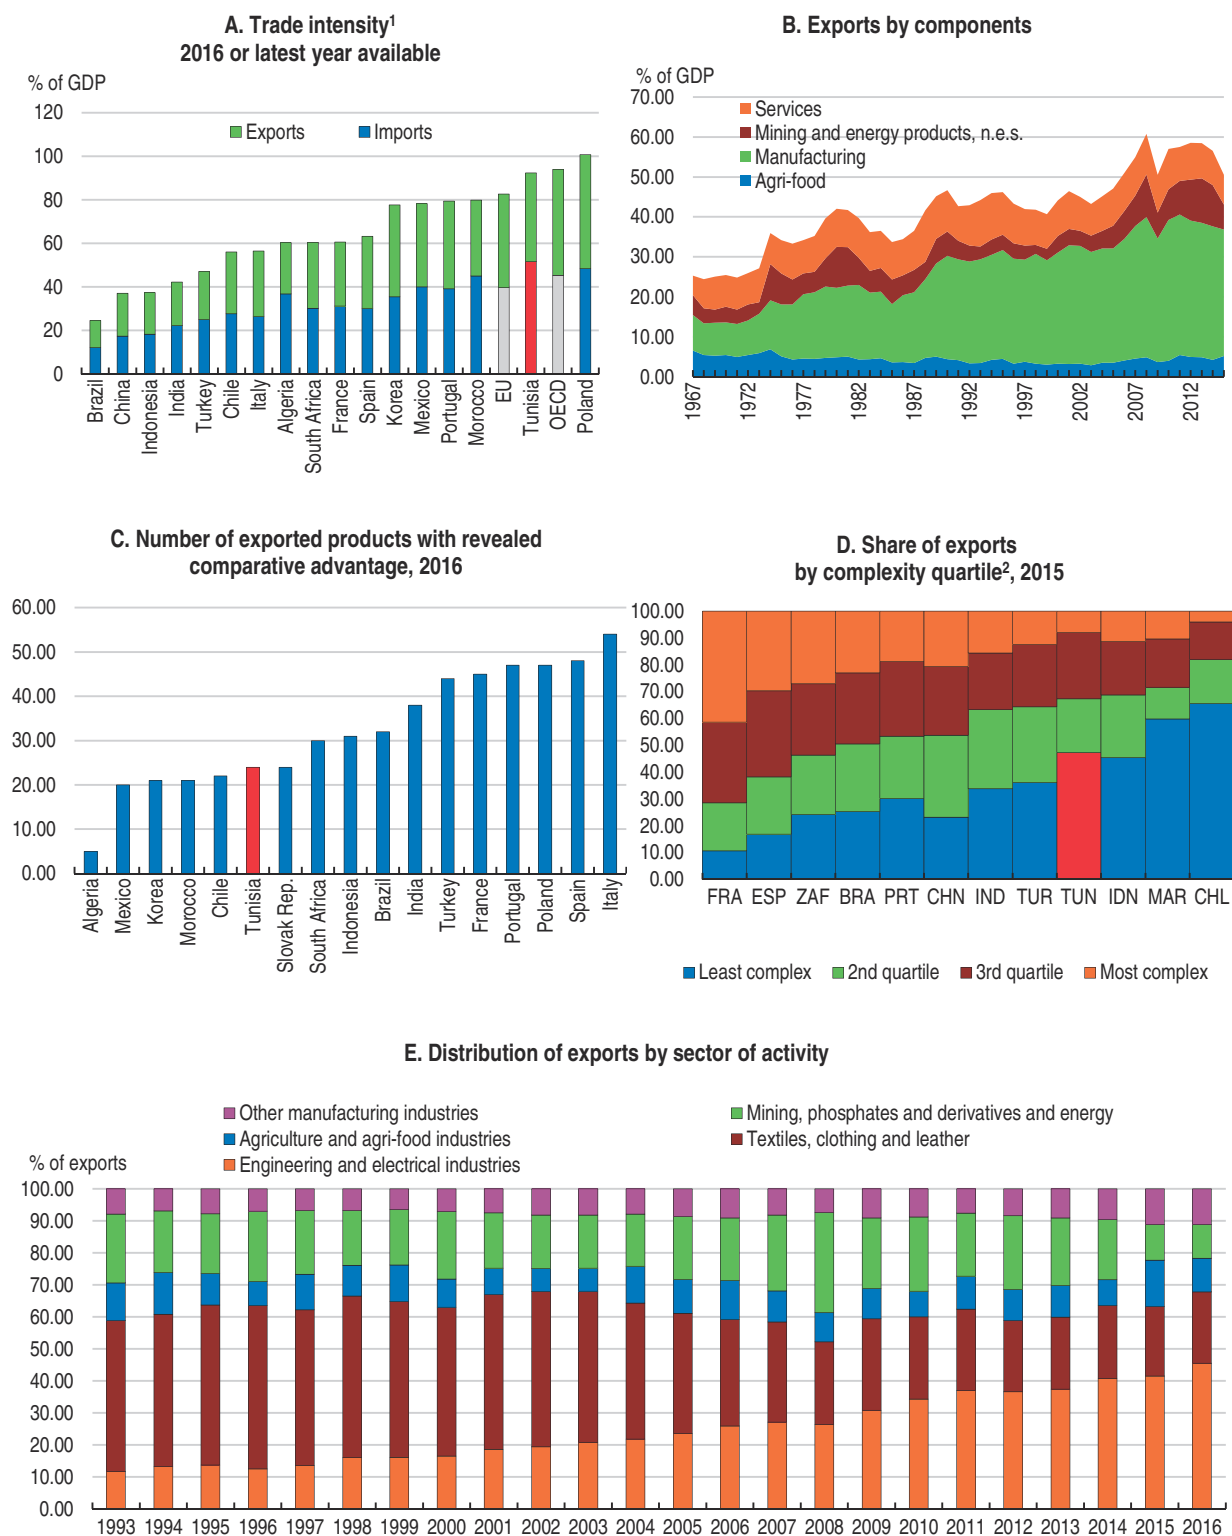 A. Trade intensity¹
2016 or latest year available
% of GDP
120
100
80
60
40
20
0
Exports
Imports
Brazil
China
Indonesia
India
Turkey
Chile
Italy
Algeria
South Africa
France
Spain
Korea
Mexico
Portugal
Morocco
EU
Tunisia
OECD
Poland
B. Exports by components
% of GDP
70.00
60.00
50.00
40.00
30.00
20.00
10.00
0.00
Services
Mining and energy products, n.e.s.
Manufacturing
Agri-food
1967
1972
1977
1982
1987
1992
1997
2002
2007
2012
C. Number of exported products with revealed
comparative advantage, 2016
60.00
50.00
40.00
30.00
20.00
10.00
0.00
Algeria
Mexico
Korea
Morocco
Chile
Tunisia
Slovak Rep.
South Africa
Indonesia
Brazil
India
Turkey
France
Portugal
Poland
Spain
Italy
D. Share of exports
by complexity quartile², 2015
100.00
90.00
80.00
70.00
60.00
50.00
40.00
30.00
20.00
10.00
0.00
FRA ESP ZAF BRA PRT CHN IND TUR TUN IDN MAR CHL
Least complex 2nd quartile 3rd quartile Most complex
E. Distribution of exports by sector of activity
Other manufacturing industries
Mining, phosphates and derivatives and energy
Agriculture and agri-food industries
Textiles, clothing and leather
Engineering and electrical industries
% of exports
100.00
90.00
80.00
70.00
60.00
50.00
40.00
30.00
20.00
10.00
0.00
1993 1994 1995 1996 1997 1998 1999 2000 2001 2002 2003 2004 2005 2006 2007 2008 2009 2010 2011 2012 2013 2014 2015 2016